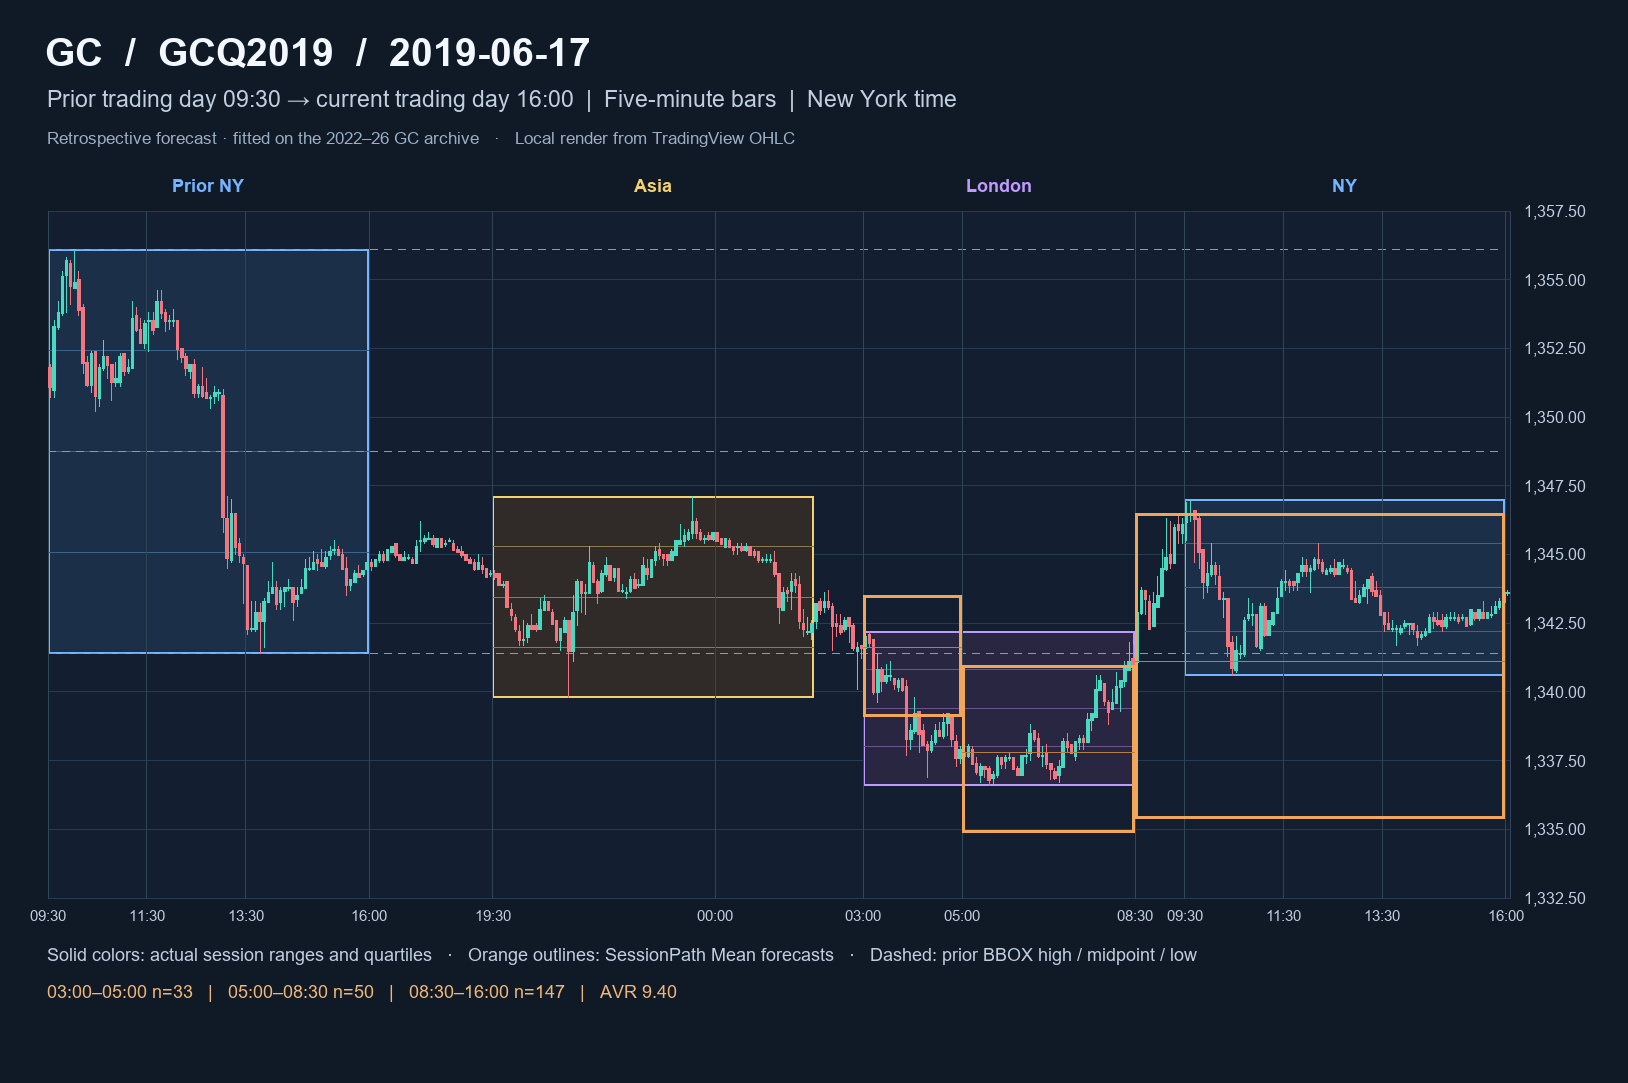 GC / GCQ2019 / 2019-06-17
Prior trading day 09:30 → current trading day 16:00 | Five-minute bars | New York time
Retrospective forecast · fitted on the 2022–26 GC archive · Local render from TradingView OHLC
Prior NY Asia London NY
1,357.50
1,355.00
1,352.50
1,350.00
1,347.50
1,345.00
1,342.50
1,340.00
1,337.50
1,335.00
1,332.50
09:30 11:30 13:30 16:00 19:30 00:00 03:00 05:00 08:30 09:30 11:30 13:30 16:00
Solid colors: actual session ranges and quartiles · Orange outlines: SessionPath Mean forecasts · Dashed: prior BBOX high / midpoint / low
03:00–05:00 n=33 | 05:00–08:30 n=50 | 08:30–16:00 n=147 | AVR 9.40